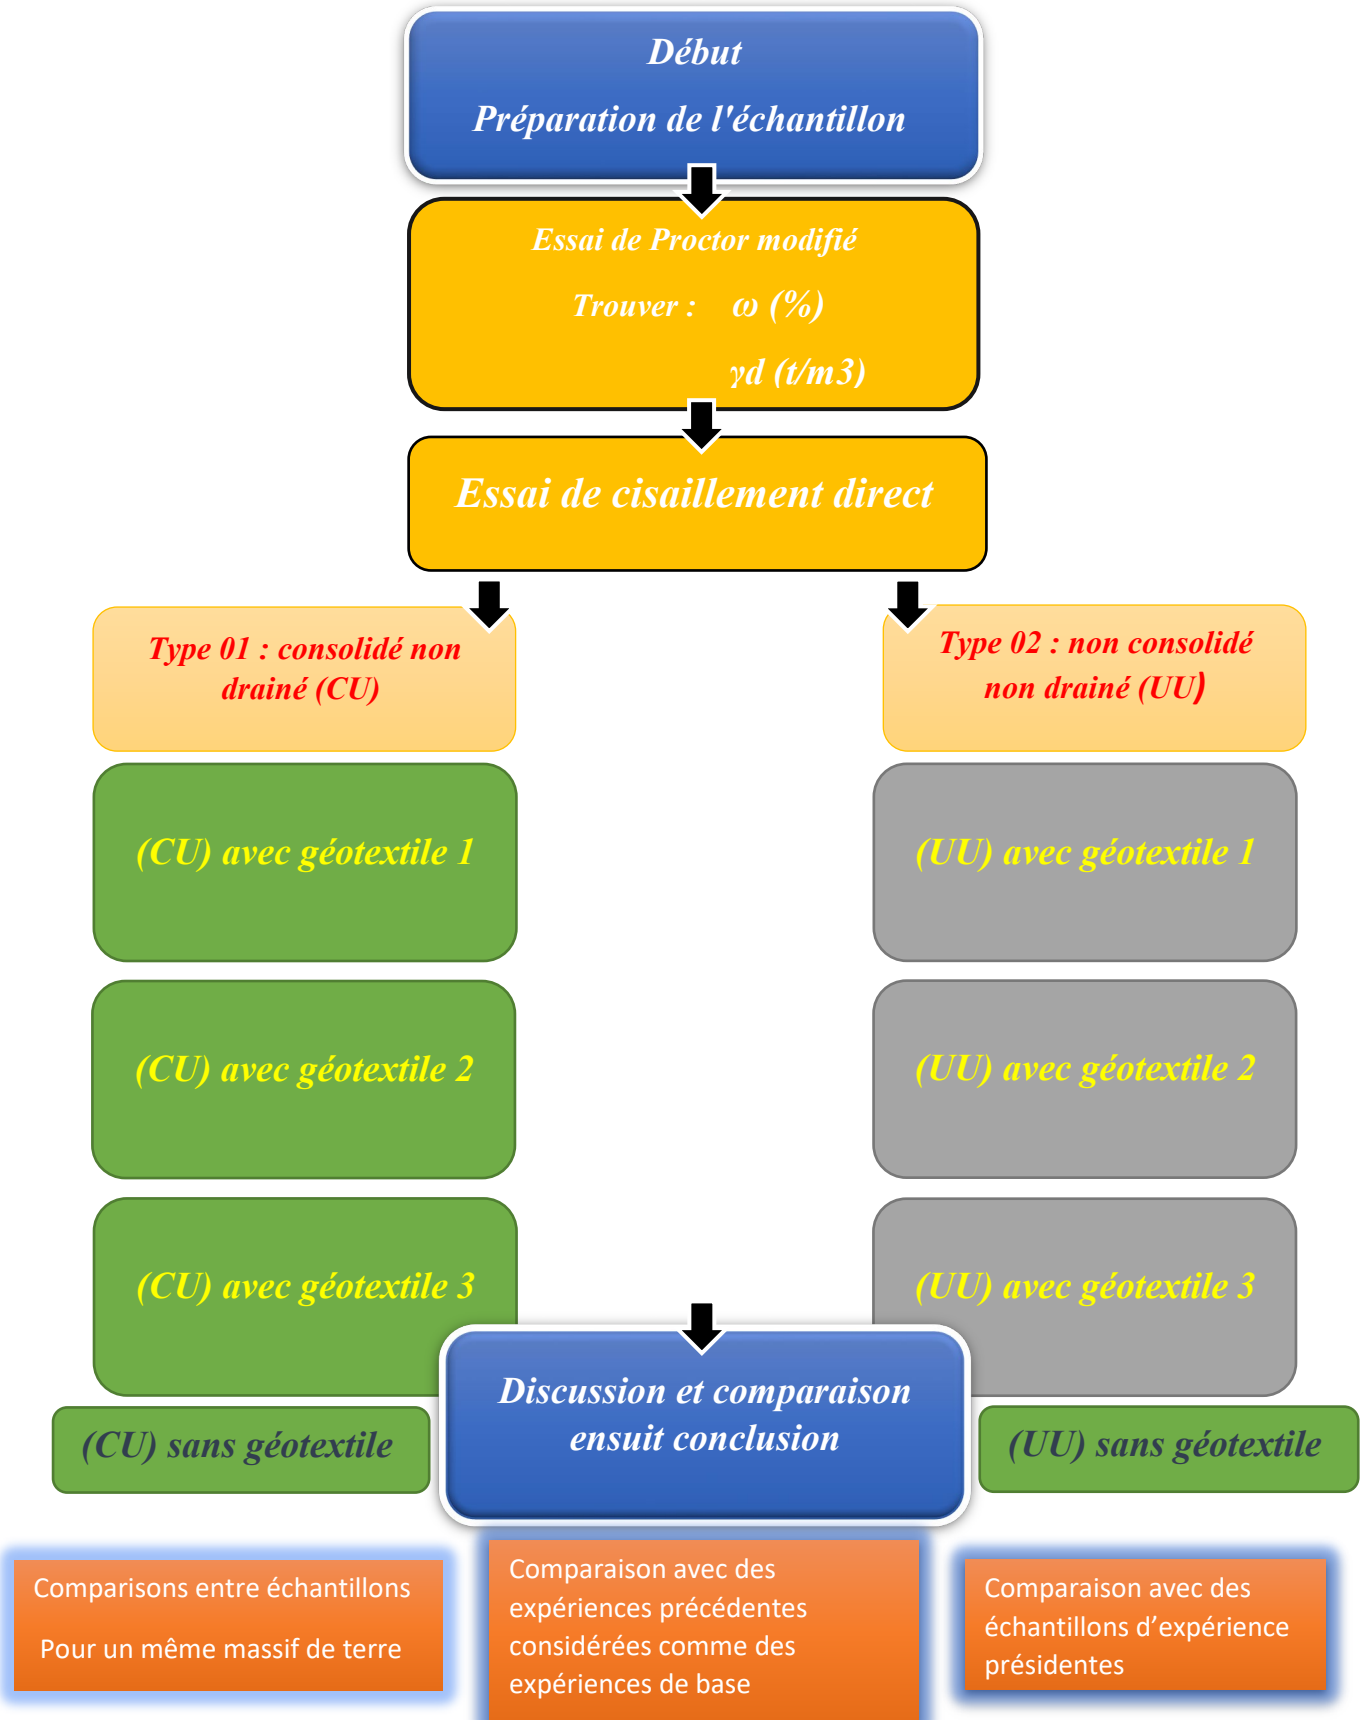 Début
Préparation de l'échantillon
Essai de Proctor modifié
Trouver : ω (%)
γd (t/m3)
Essai de cisaillement direct
Type 01 : consolidé non
drainé (CU)
Type 02 : non consolidé
non drainé (UU)
(CU) avec géotextile 1
(UU) avec géotextile 1
(CU) avec géotextile 2
(UU) avec géotextile 2
(CU) avec géotextile 3
(UU) avec géotextile 3
Discussion et comparaison
ensuit conclusion
(CU) sans géotextile
(UU) sans géotextile
Comparisons entre échantillons
Pour un même massif de terre
Comparaison avec des
expériences précédentes
considérées comme des
expériences de base
Comparaison avec des
échantillons d’expérience
présidentes